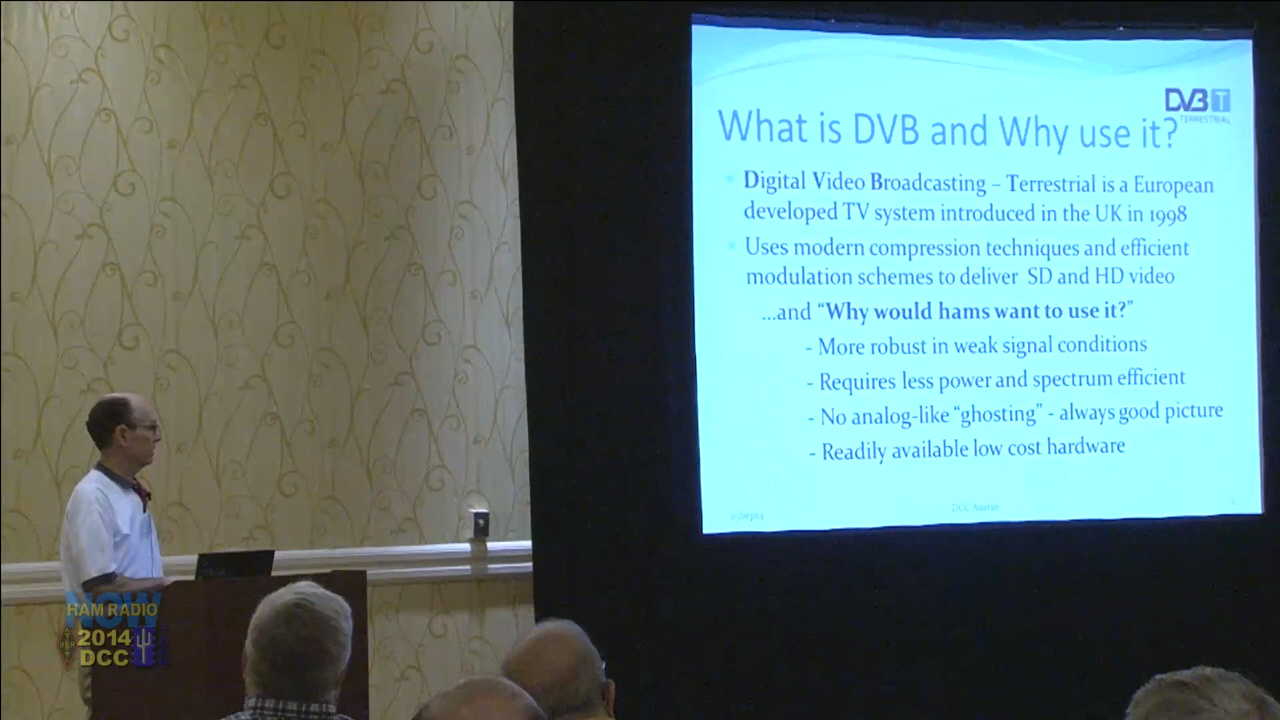 DVB T
TERRESTRIAL
What is DVB and Why use it?
Digital Video Broadcasting – Terrestrial is a European
developed TV system introduced in the UK in 1998
Uses modern compression techniques and efficient
modulation schemes to deliver SD and HD video
...and "Why would hams want to use it?"
- More robust in weak signal conditions
- Requires less power and spectrum efficient
- No analog-like "ghosting" - always good picture
- Readily available low cost hardware
DCC Austin
NOW
HAM RADIO
2014
DCC